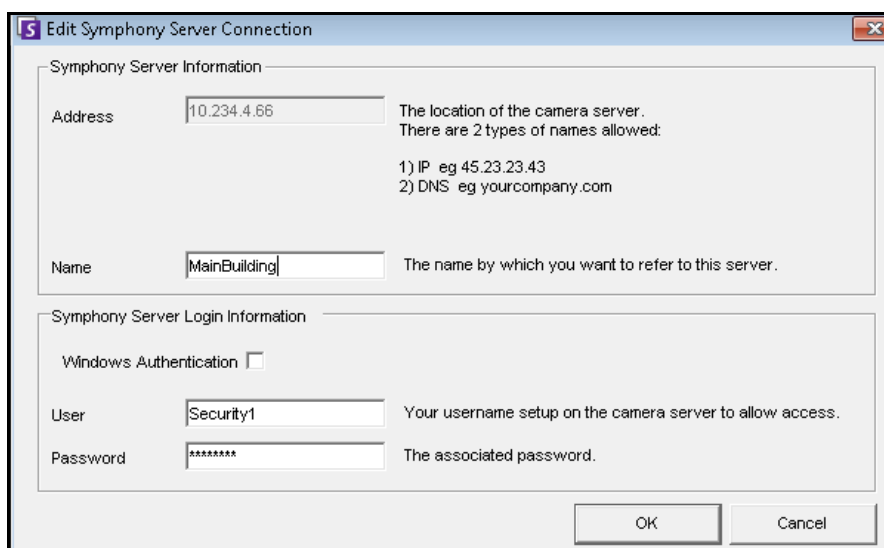 Edit Symphony Server Connection
Symphony Server Information
Address
10.234.4.66
The location of the camera server.
There are 2 types of names allowed:
1) IP eg 45.23.23.43
2) DNS eg yourcompany.com
Name
MainBuilding
The name by which you want to refer to this server.
Symphony Server Login Information
Windows Authentication
User
Security1
Your username setup on the camera server to allow access.
Password
********
The associated password.
OK
Cancel